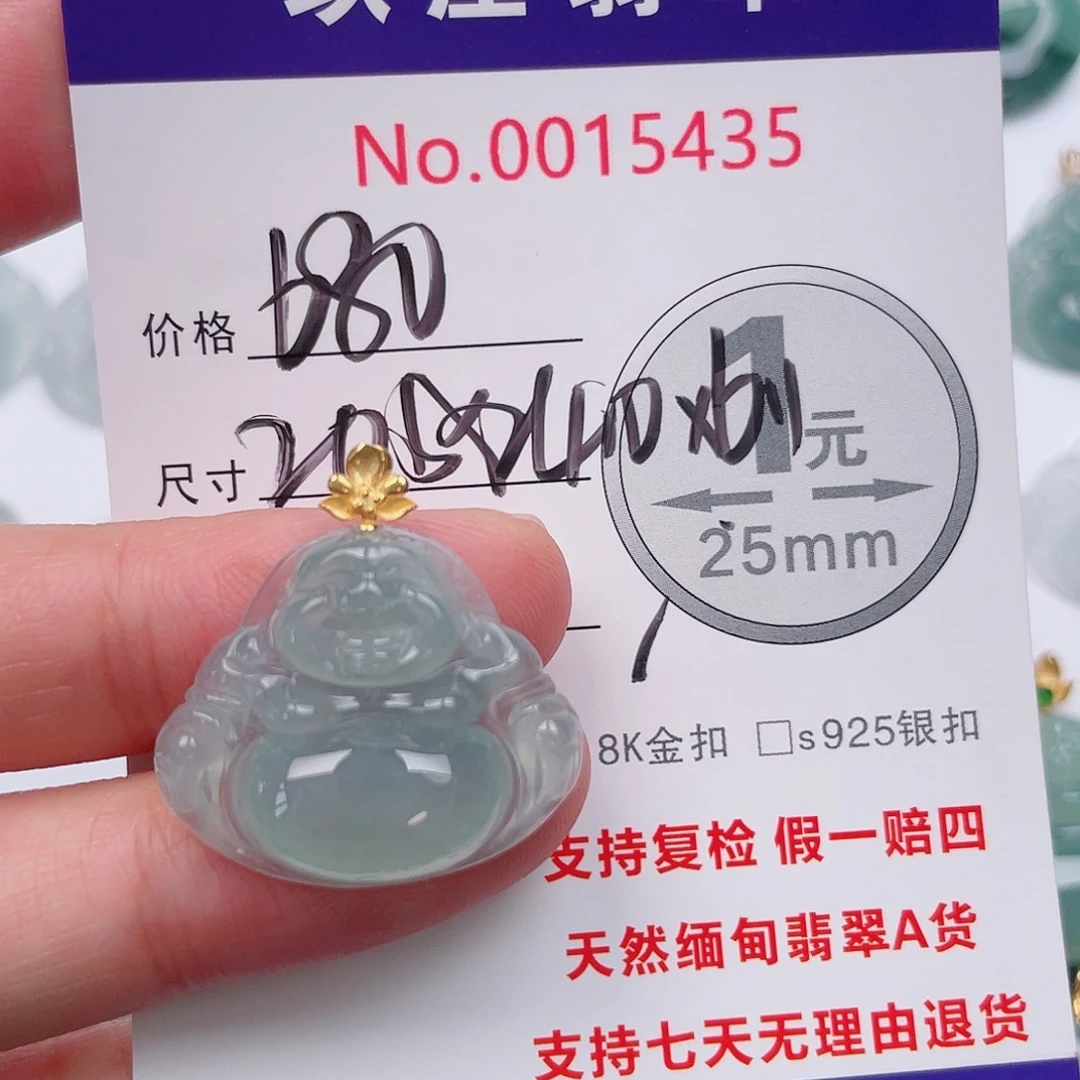 No.0015435
价格 680
尺寸
1元
25mm
8K金扣 □s925银扣
支持复检 假一赔四
天然缅甸翡翠A货
支持七天无理由退货